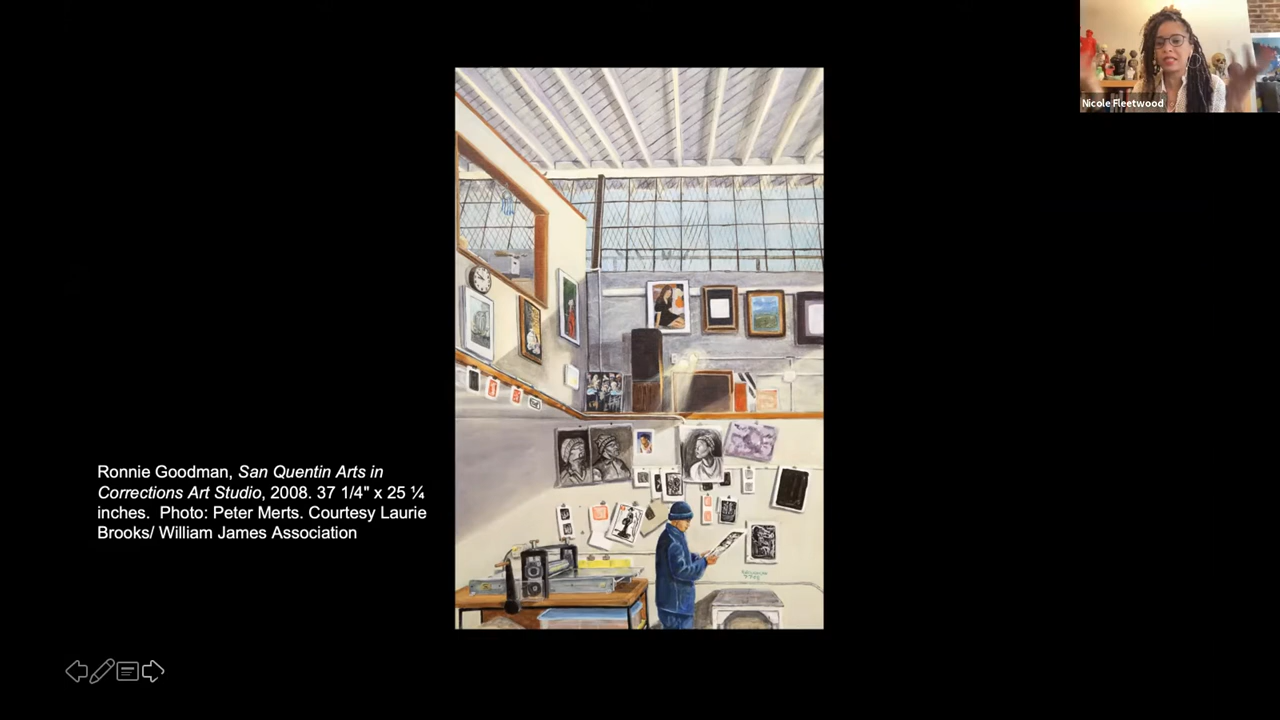 Nicole Fleetwood
Ronnie Goodman, San Quentin Arts in
Corrections Art Studio, 2008. 37 1/4" x 25 ¼
inches.  Photo: Peter Merts. Courtesy Laurie
Brooks/ William James Association